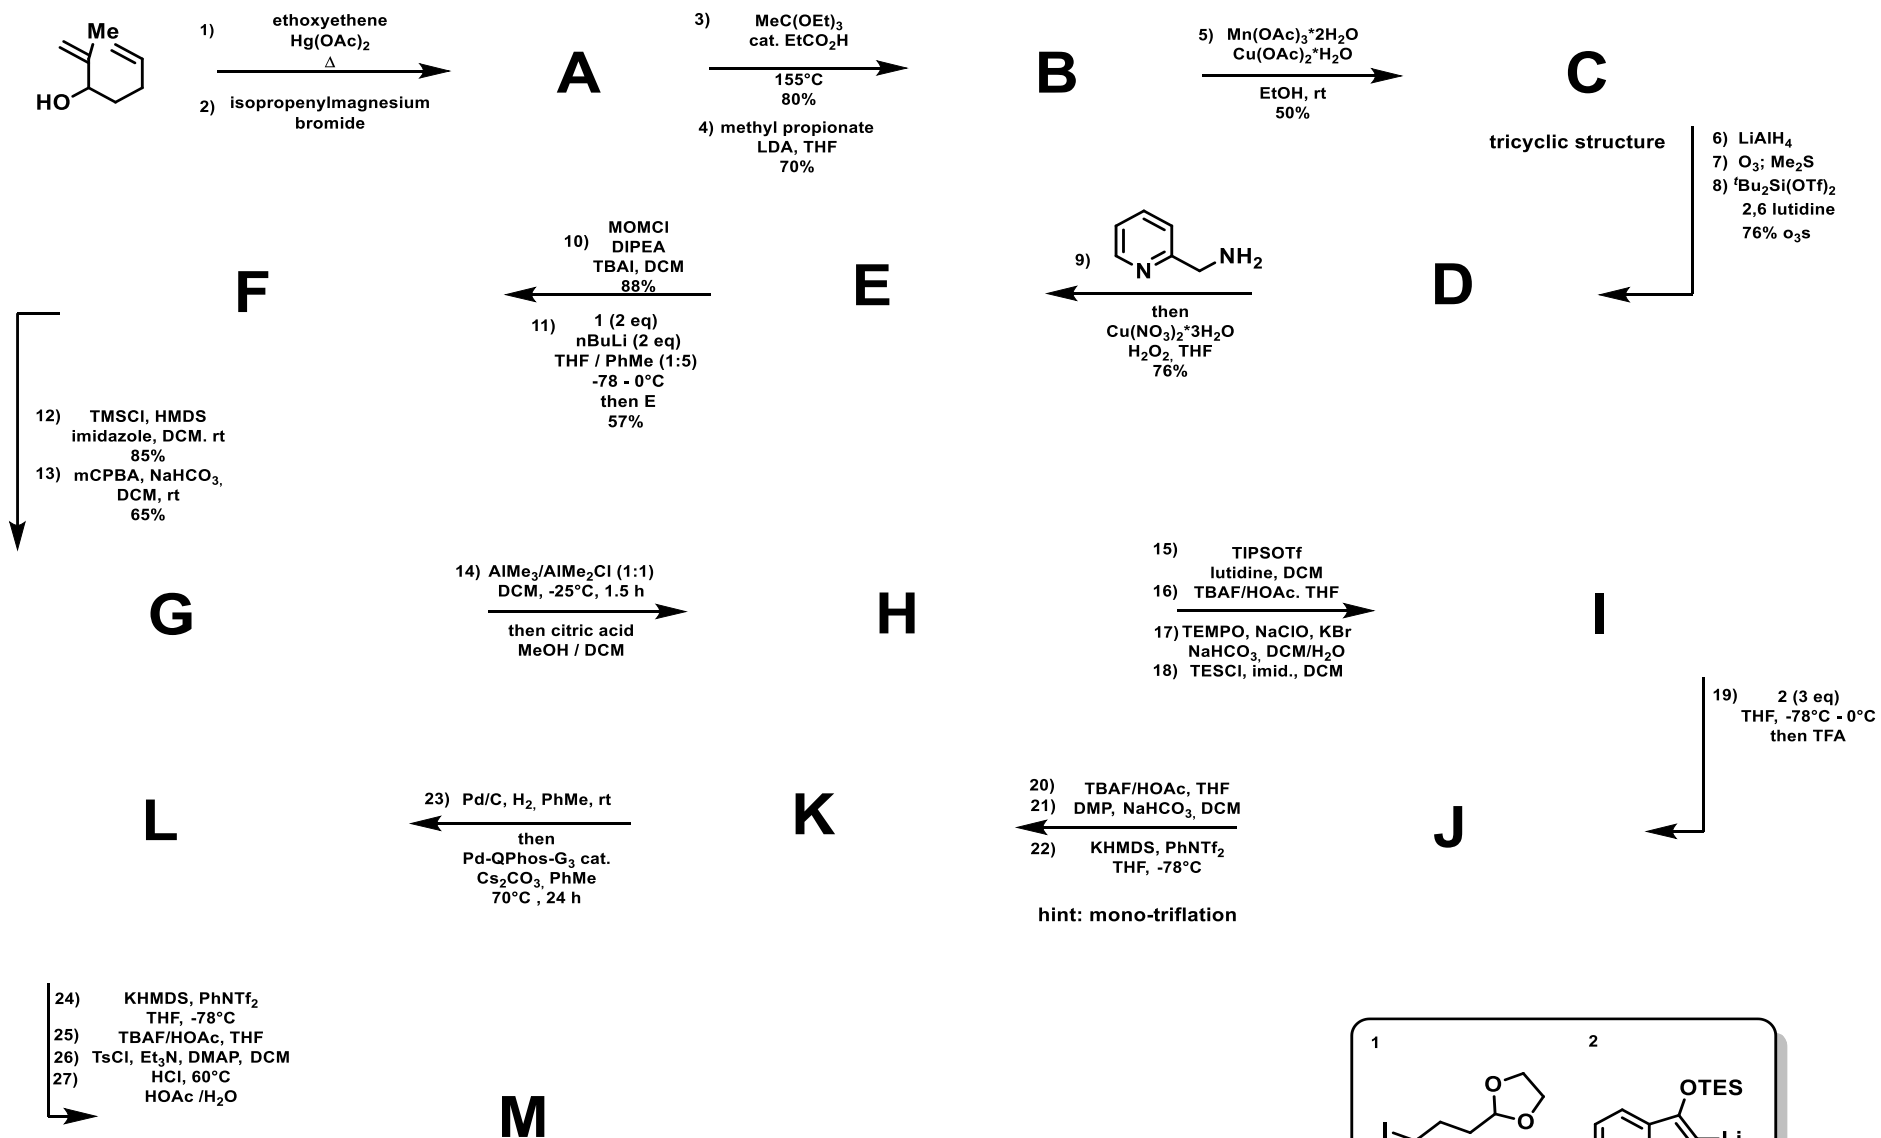 Me
HO
1)
ethoxyethene
Hg(OAc)2
Δ
2)
isopropenylmagnesium
bromide
A
3)
MeC(OEt)3
cat. EtCO2H
155°C
80%
4) methyl propionate
LDA, THF
70%
B
5) Mn(OAc)3*2H2O
Cu(OAc)2*H2O
EtOH, rt
50%
C
tricyclic structure
6) LiAlH4
7) O3; Me2S
8) tBu2Si(OTf)2
2,6 lutidine
76% o3s
D
9)
N
NH2
then
Cu(NO3)2*3H2O
H2O2, THF
76%
E
10)
MOMCl
DIPEA
TBAI, DCM
88%
11)
1 (2 eq)
nBuLi (2 eq)
THF / PhMe (1:5)
-78 - 0°C
then E
57%
F
12) TMSCl, HMDS
imidazole, DCM. rt
85%
13) mCPBA, NaHCO3,
DCM, rt
65%
G
14) AlMe3/AlMe2Cl (1:1)
DCM, -25°C, 1.5 h
then citric acid
MeOH / DCM
H
15) TIPSOTf
lutidine, DCM
16) TBAF/HOAc. THF
17) TEMPO, NaClO, KBr
NaHCO3, DCM/H2O
18) TESCl, imid., DCM
I
19) 2 (3 eq)
THF, -78°C - 0°C
then TFA
J
20) TBAF/HOAc, THF
21) DMP, NaHCO3, DCM
22) KHMDS, PhNTf2
THF, -78°C
hint: mono-triflation
K
23) Pd/C, H2, PhMe, rt
then
Pd-QPhos-G3 cat.
Cs2CO3, PhMe
70°C , 24 h
L
24) KHMDS, PhNTf2
THF, -78°C
25) TBAF/HOAc, THF
26) TsCl, Et3N, DMAP, DCM
27) HCl, 60°C
HOAc /H2O
M
1
O
O
I
2
OTES
Li